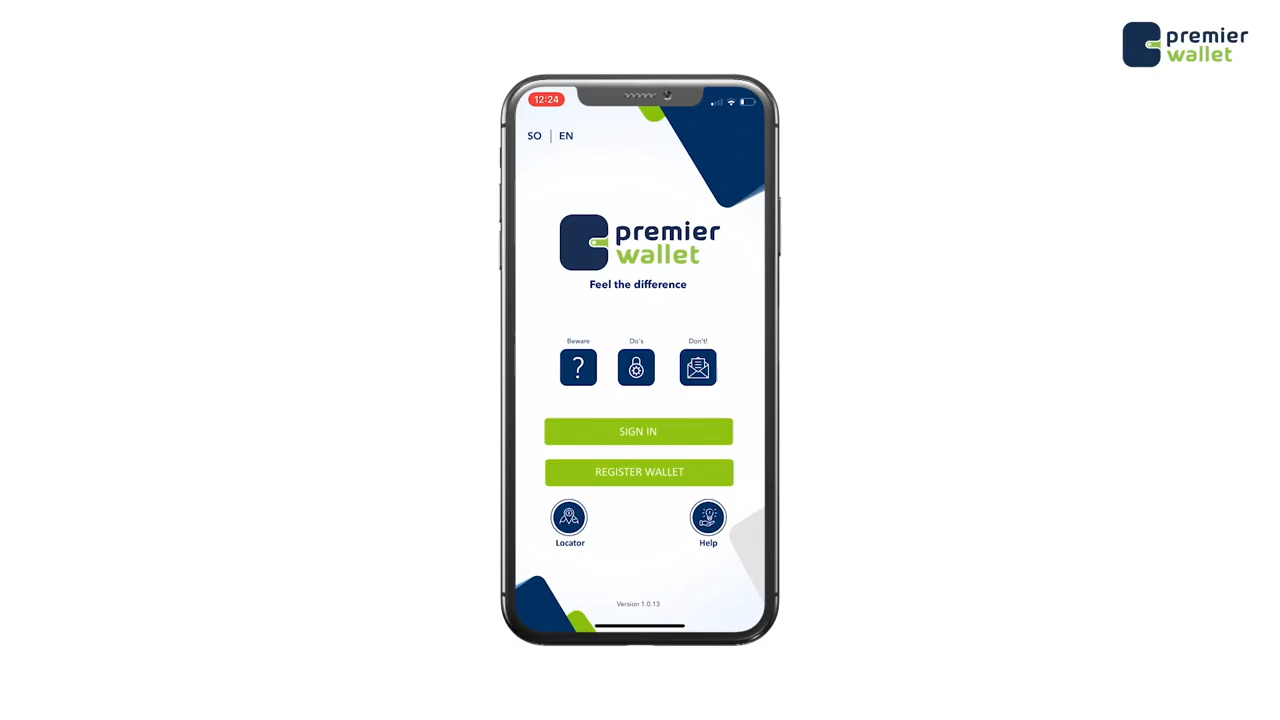 premier
wallet
12:24
SO | EN
premier
wallet
Feel the difference
Beware
Do's
Don't!
SIGN IN
REGISTER WALLET
Locator
Help
Version 1.0.13